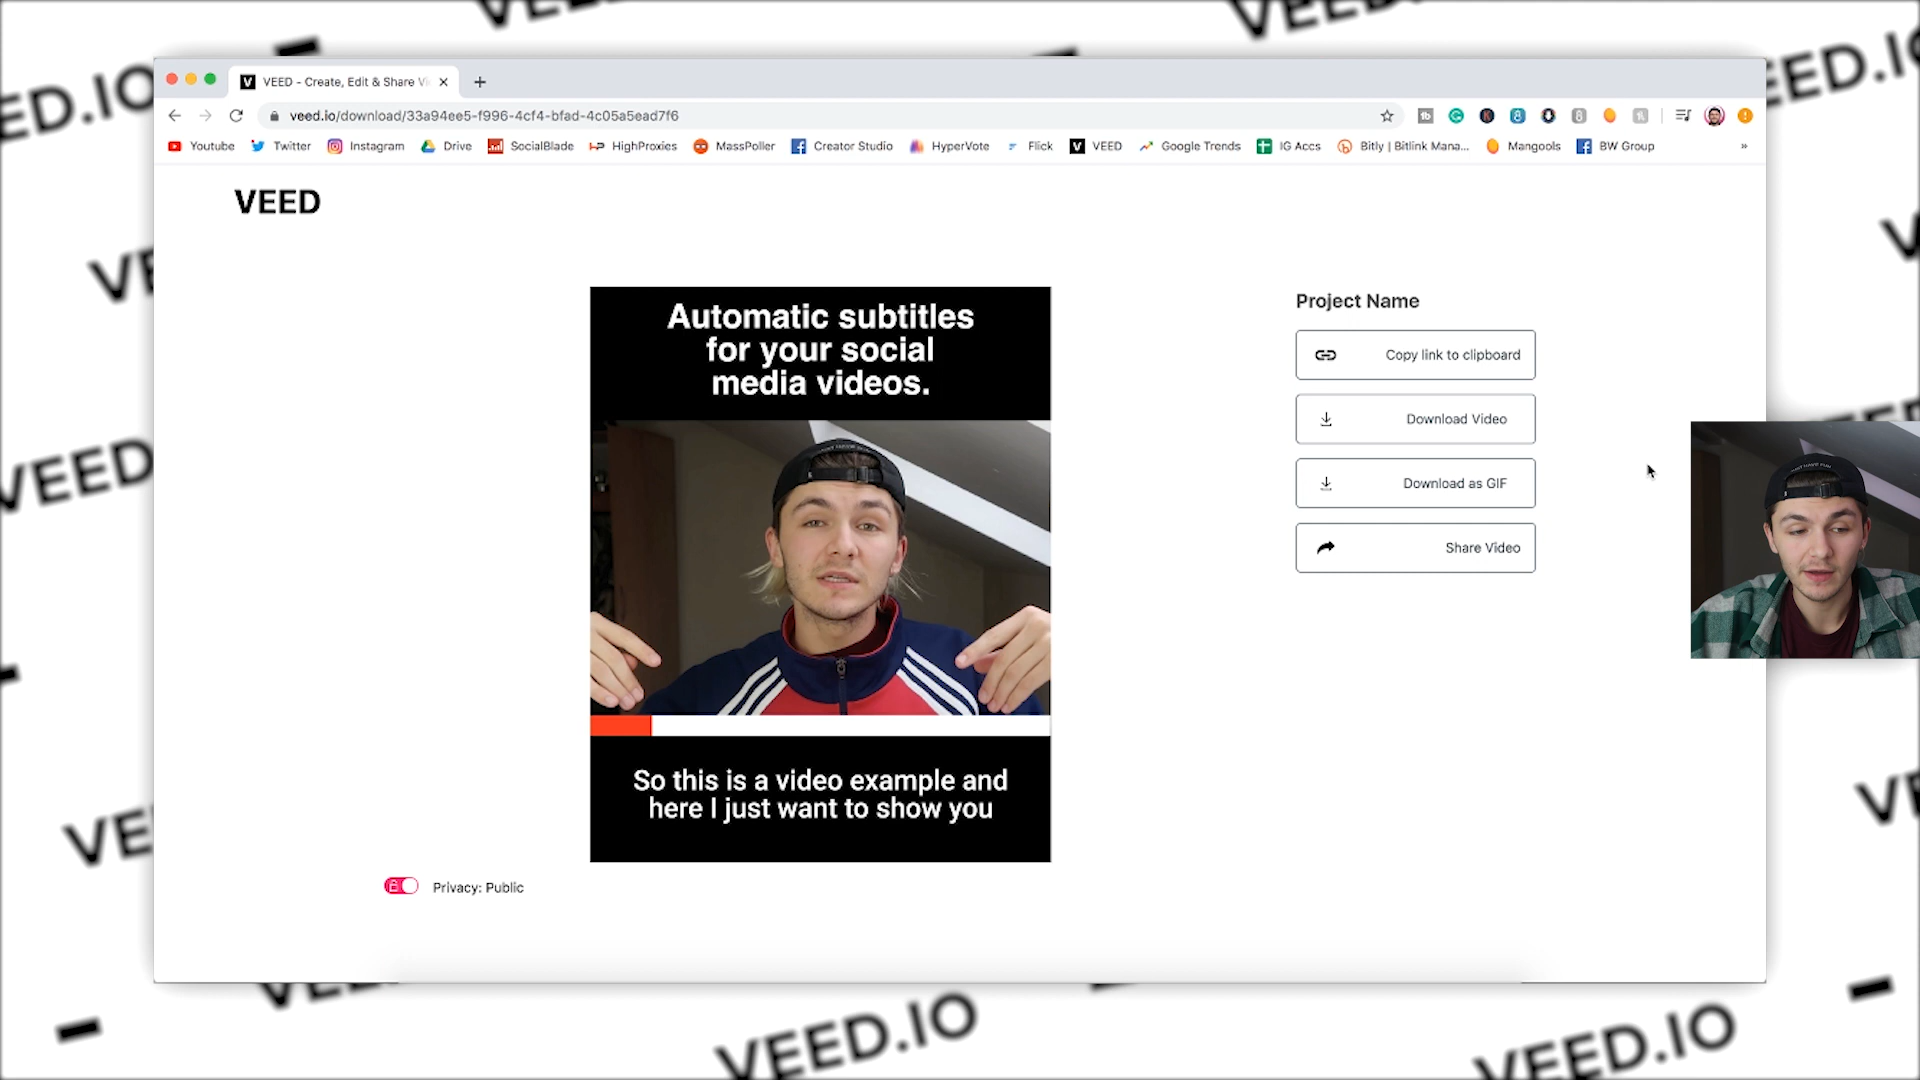 VEED - Create, Edit & Share Vi
veed.io/download/33a94ee5-f996-4cf4-bfad-4c05a5ead7f6
Youtube Twitter Instagram Drive SocialBlade HighProxies MassPoller Creator Studio HyperVote Flick VEED Google Trends IG Accs Bitly | Bitlink Mana... Mangools BW Group »
VEED
Automatic subtitles
for your social
media videos.
So this is a video example and
here I just want to show you
Project Name
Copy link to clipboard
Download Video
Download as GIF
Share Video
Privacy: Public
VEED.IO
VEED.IO